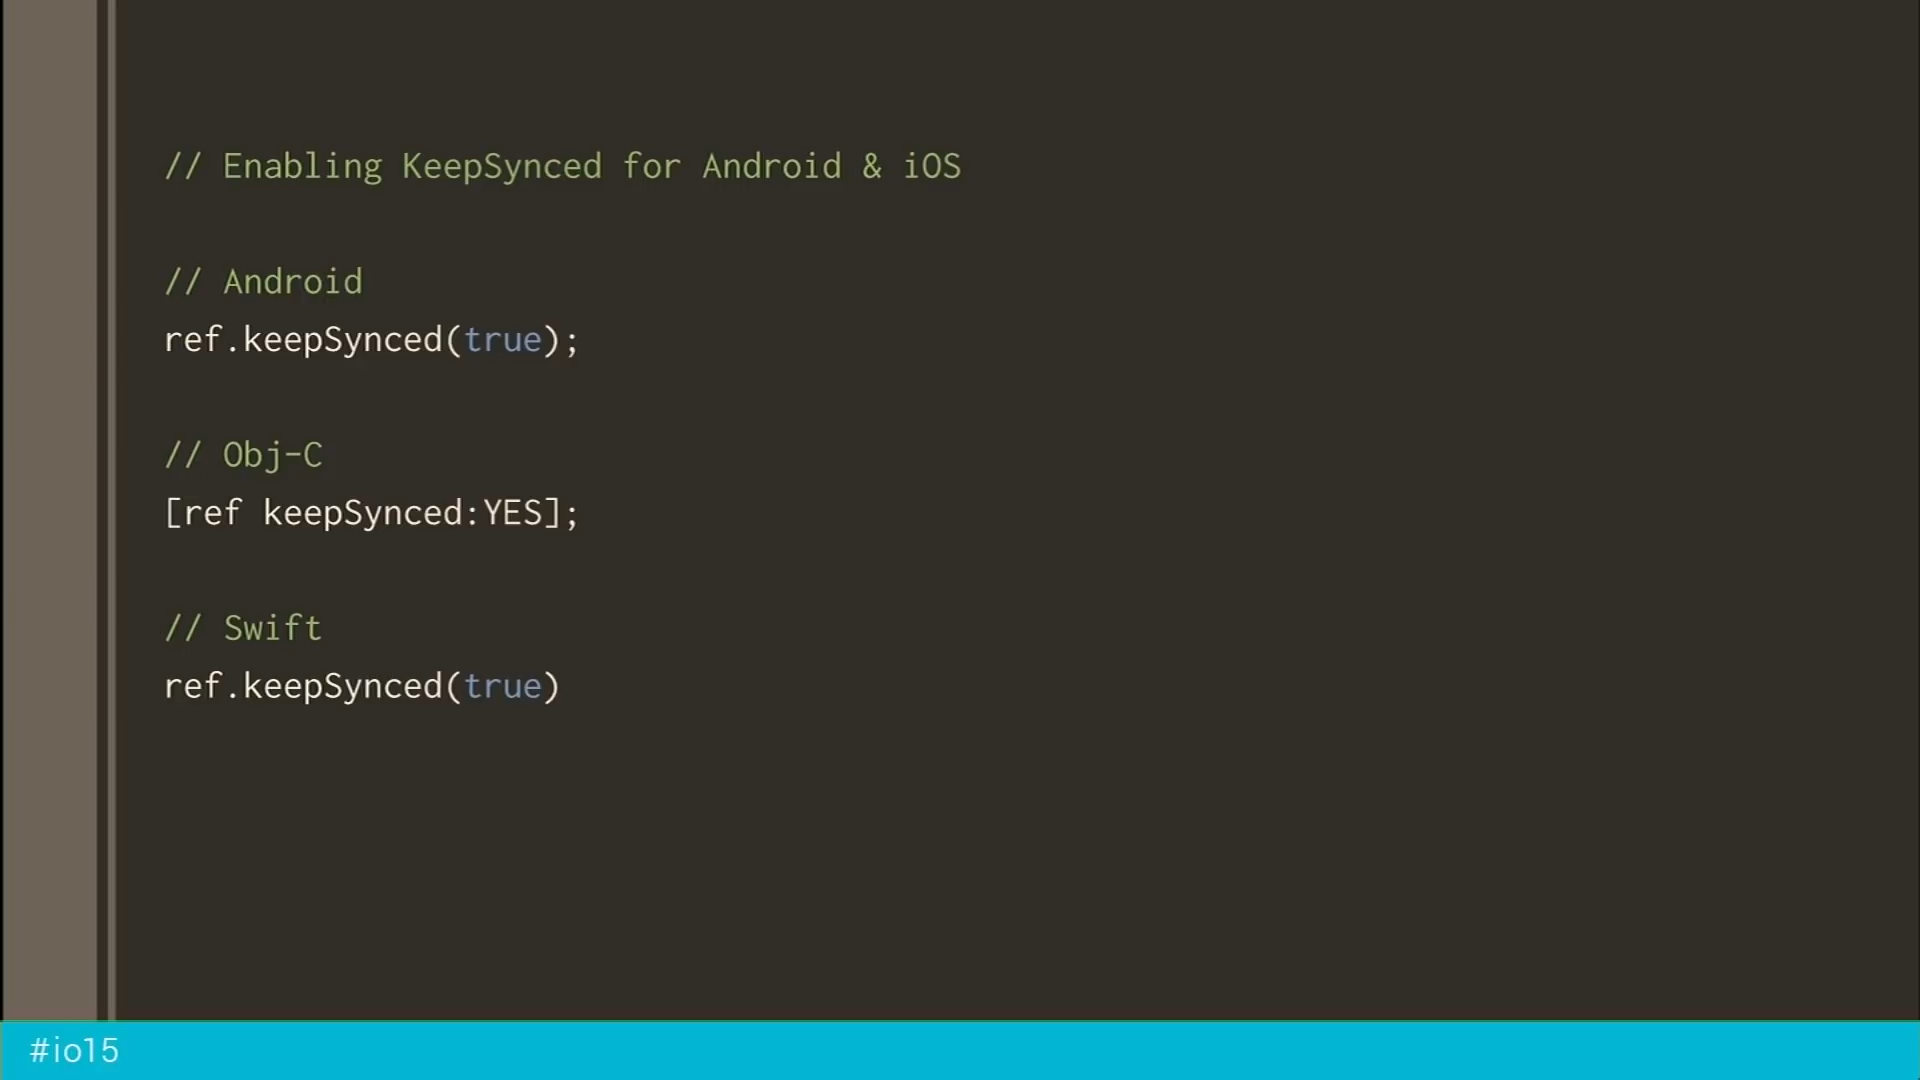 // Enabling KeepSynced for Android & iOS
// Android
ref.keepSynced(true);
// Obj-C
[ref keepSynced:YES];
// Swift
ref.keepSynced(true)
#io15